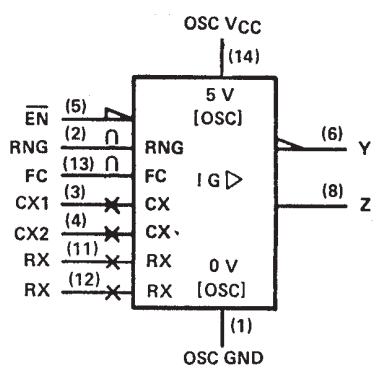 OSC VCC
(14)
5 V
[OSC]
EN (5)
RNG (2) ∩ RNG
FC (13) ∩ FC
CX1 (3) CX
CX2 (4) CX
RX (11) RX
RX (12) RX
1 G ▷
(6) Y
(8) Z
0 V
[OSC]
(1)
OSC GND